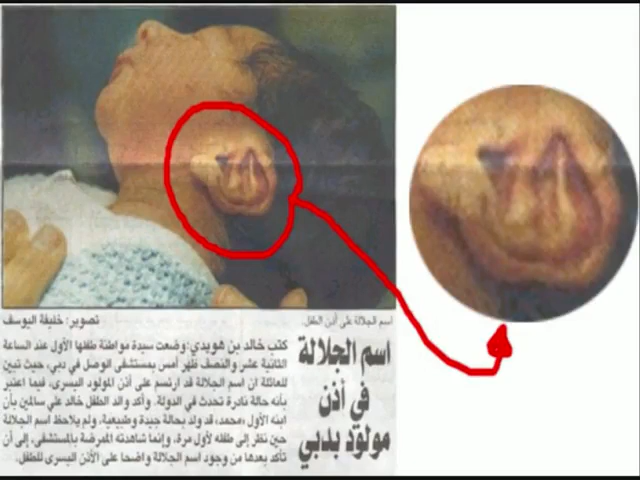 اسم الجلالة على أذن الطفل.
تصوير: خليفة اليوسف
اسم الجلالة
في أذن
مولود بدبي
كتب خالد بن هويدي: وضعت سيدة مواطنة طفلها الأول عند الساعة
الثانية عشر والنصف ظهر أمس بمستشفى الوصل في دبي، حيث تبين
للعائلة ان اسم الجلالة قد ارتسم على أذن المولود اليسرى، فيما اعتبر
بأنه حالة نادرة تحدث في الدولة. وأكد والد الطفل خالد علي سالمين بأن
ابنه الأول «محمد» قد ولد بحالة جيدة وطبيعية، ولم يلاحظ اسم الجلالة
حين نظر إلى طفله لأول مرة، وإنما شاهدته الممرضة بالمستشفى، إلى أن
تأكد بعدها من وجود اسم الجلالة واضحا على الأذن اليسرى للطفل.